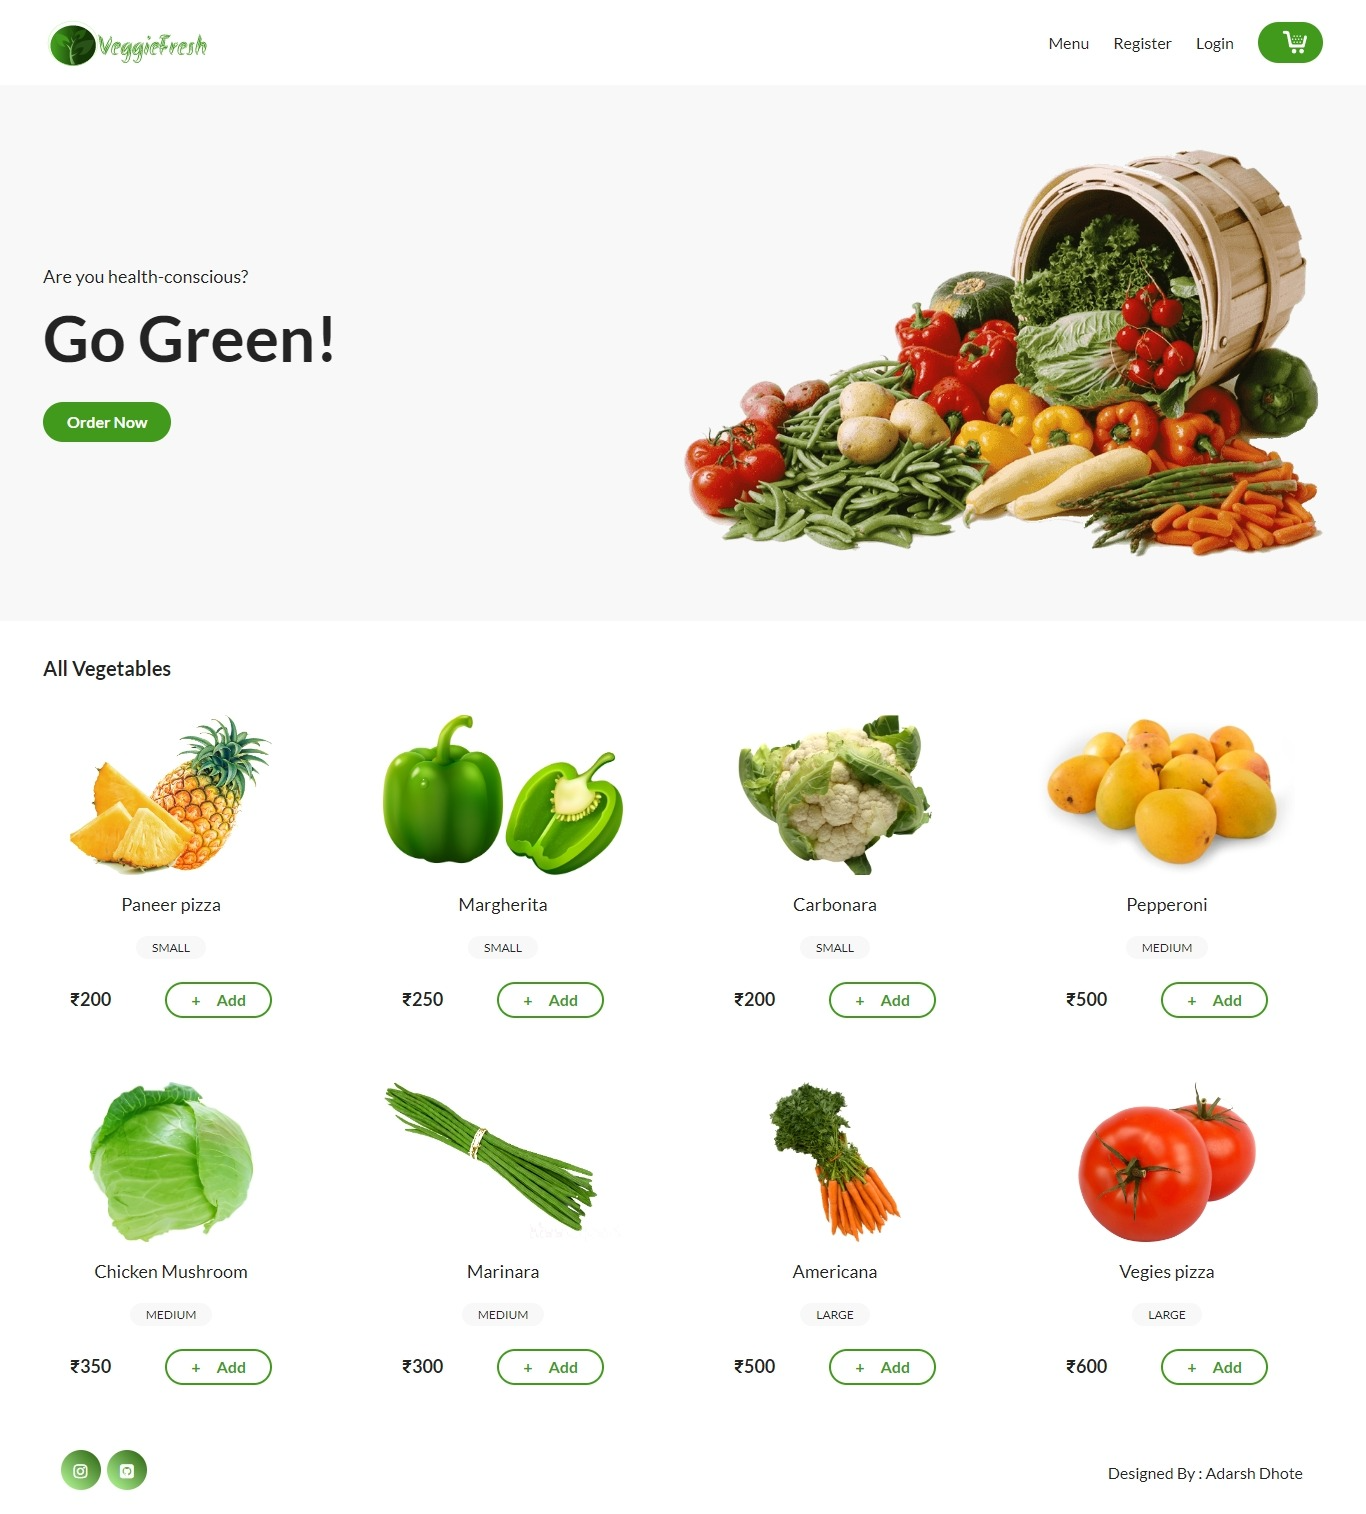 VeggieFresh
Menu Register Login
Are you health-conscious?
Go Green!
Order Now
All Vegetables
Paneer pizza
SMALL
₹200 + Add
Margherita
SMALL
₹250 + Add
Carbonara
SMALL
₹200 + Add
Pepperoni
MEDIUM
₹500 + Add
Chicken Mushroom
MEDIUM
₹350 + Add
Marinara
MEDIUM
₹300 + Add
Americana
LARGE
₹500 + Add
Vegies pizza
LARGE
₹600 + Add
Designed By : Adarsh Dhote